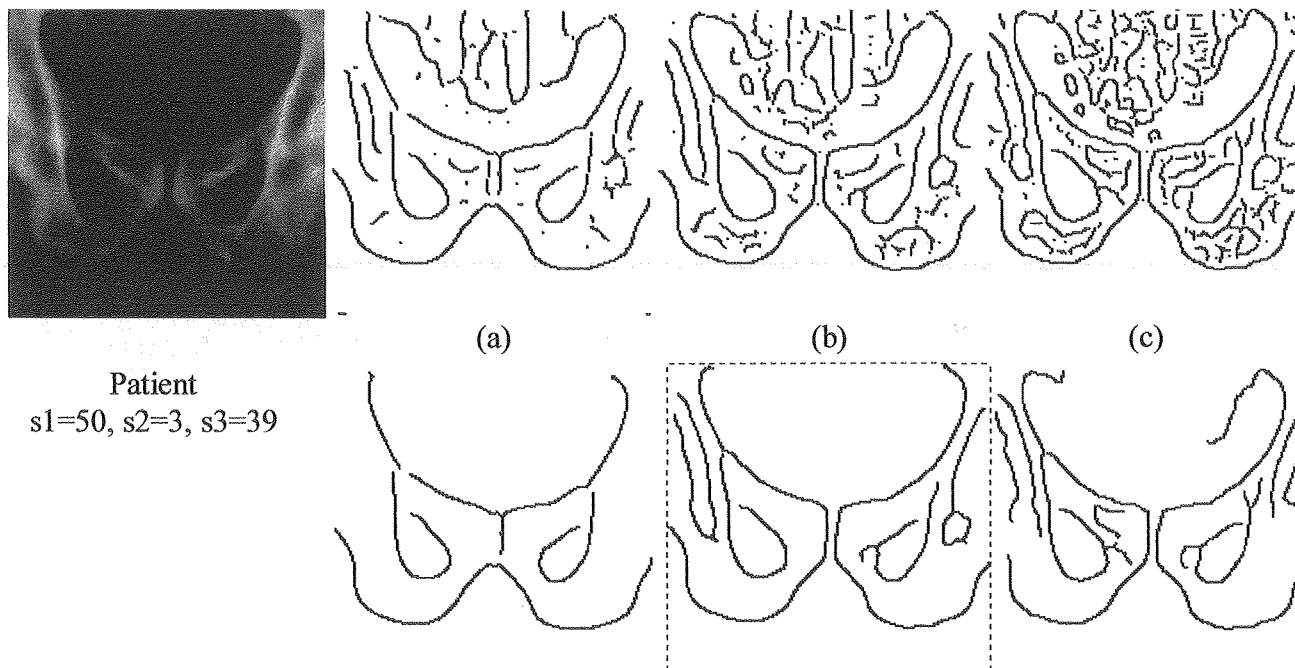 (a)
(b)
(c)
Patient
s1=50, s2=3, s3=39